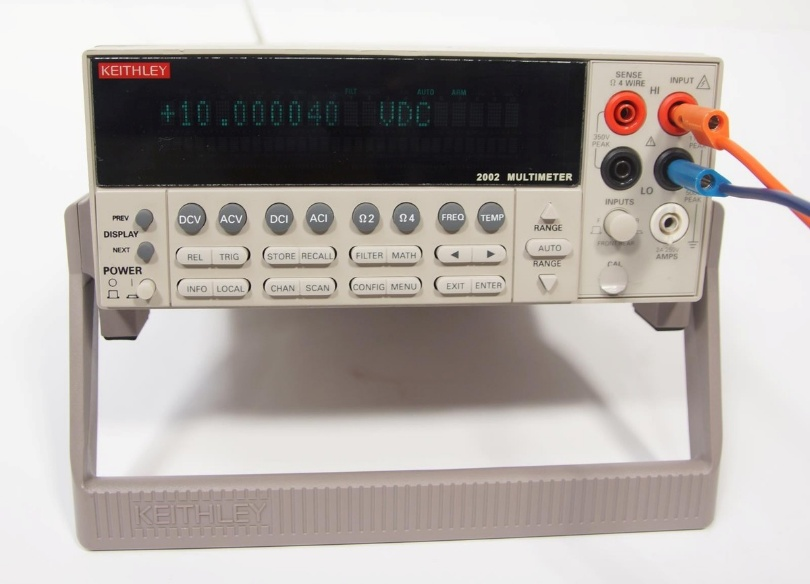 KEITHLEY
FLT AUTO ARM
+10.000040 VDC
2002 MULTIMETER
SENSE
Ω 4 WIRE
INPUT
HI
350V
PEAK
LO
PEAK
INPUTS
AMPS
CAL
PREV
DISPLAY
NEXT
POWER
DCV ACV DCI ACI Ω2 Ω4 FREQ TEMP
REL TRIG STORE RECALL FILTER MATH
INFO LOCAL CHAN SCAN CONFIG MENU EXIT ENTER
RANGE
AUTO
RANGE
KEITHLEY